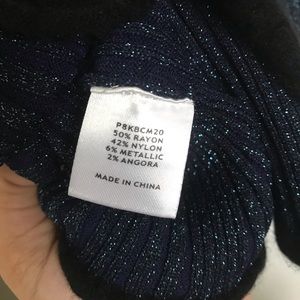 P8KBCM20
50% RAYON
42% NYLON
6% METALLIC
2% ANGORA
MADE IN CHINA